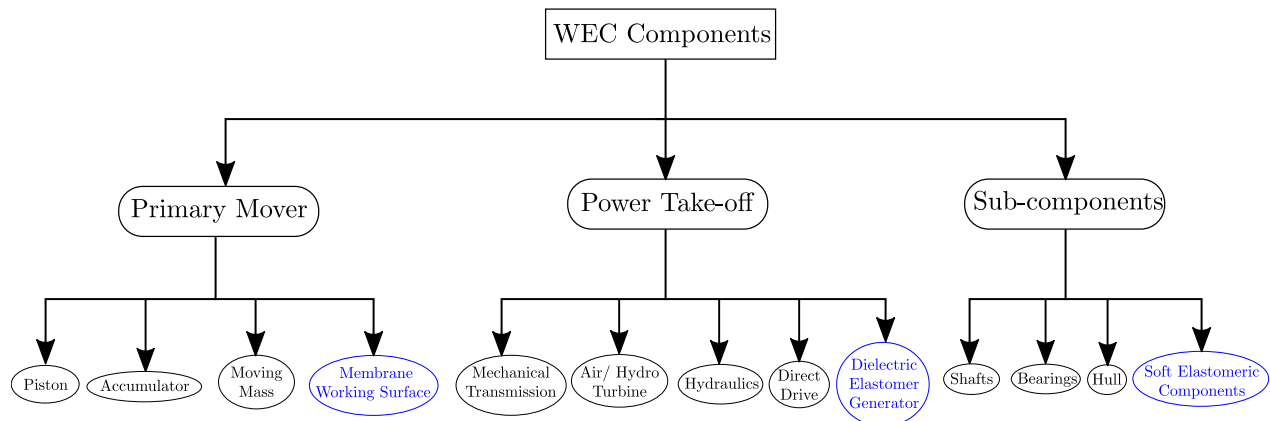 WEC Components
Primary Mover
Power Take-off
Sub-components
Piston
Accumulator
Moving
Mass
Membrane
Working Surface
Mechanical
Transmission
Air/ Hydro
Turbine
Hydraulics
Direct
Drive
Dielectric
Elastomer
Generator
Shafts
Bearings
Hull
Soft Elastomeric
Components